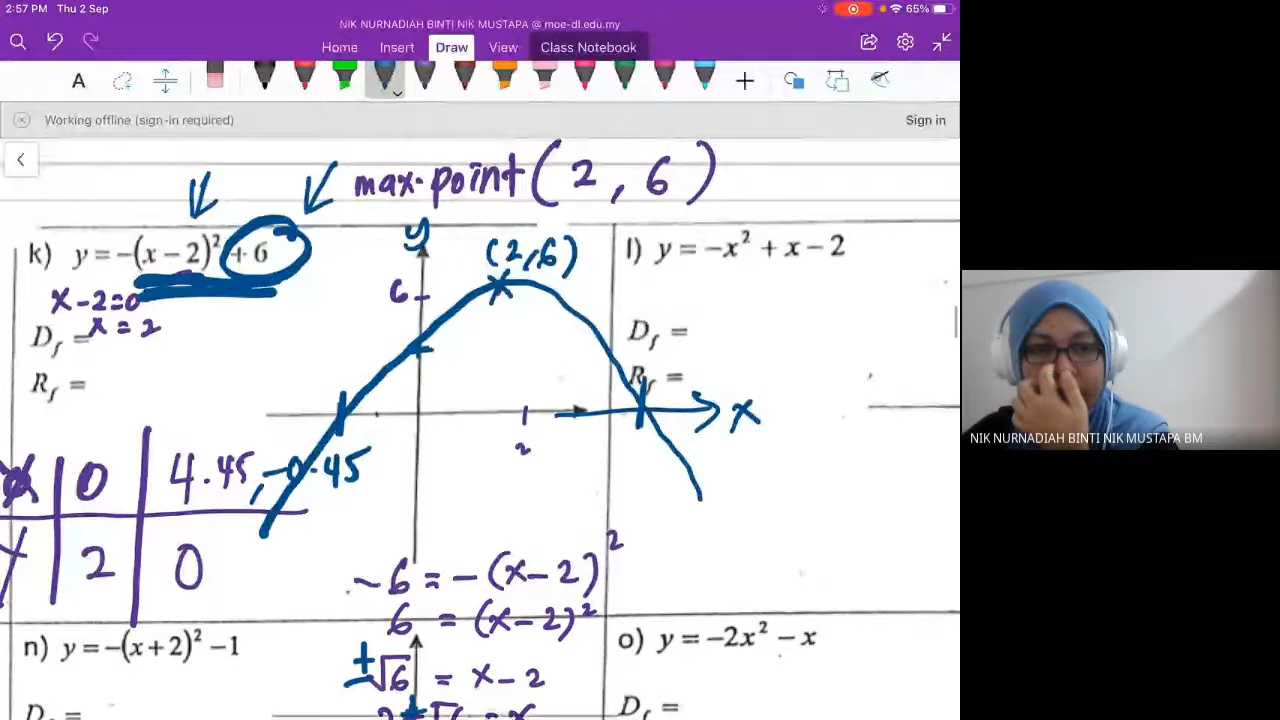 2:57 PM Thu 2 Sep
65%
NIK NURNADIAH BINTI NIK MUSTAPA @ moe-dl.edu.my
Home Insert Draw View Class Notebook
A
Working offline (sign-in required) Sign in
max-point (2, 6)
k) y = -(x - 2)² + 6
x - 2 = 0
x = 2
D_f =
R_f =
y
(2,6)
6
x
2
x 0 4.45, -0.45
y 2 0
l) y = -x² + x - 2
D_f =
R_f =
-6 = -(x-2)²
6 = (x-2)²
±√6 = x - 2
2 ± √6 = x
n) y = -(x+2)² - 1
o) y = -2x² - x
D_f =
NIK NURNADIAH BINTI NIK MUSTAPA BM